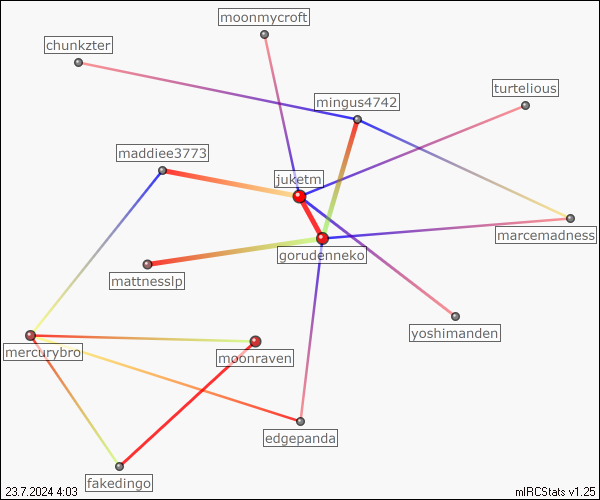 moonmycroft
chunkzter
turtelious
mingus4742
maddiee3773
juketm
marcemadness
gorudenneko
mattnesslp
yoshimanden
mercurybro
moonraven
edgepanda
fakedingo
23.7.2024 4:03
mIRCStats v1.25